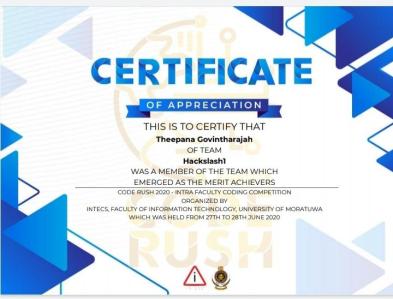 CERTIFICATE
OF APPRECIATION
THIS IS TO CERTIFY THAT
Theepana Govintharajah
OF TEAM
Hackslash1
WAS A MEMBER OF THE TEAM WHICH
EMERGED AS THE MERIT ACHIEVERS
CODE RUSH 2020 - INTRA FACULTY CODING COMPETITION
ORGANIZED BY
INTECS, FACULTY OF INFORMATION TECHNOLOGY, UNIVERSITY OF MORATUWA
WHICH WAS HELD FROM 27TH TO 28TH JUNE 2020
CODE
RUSH